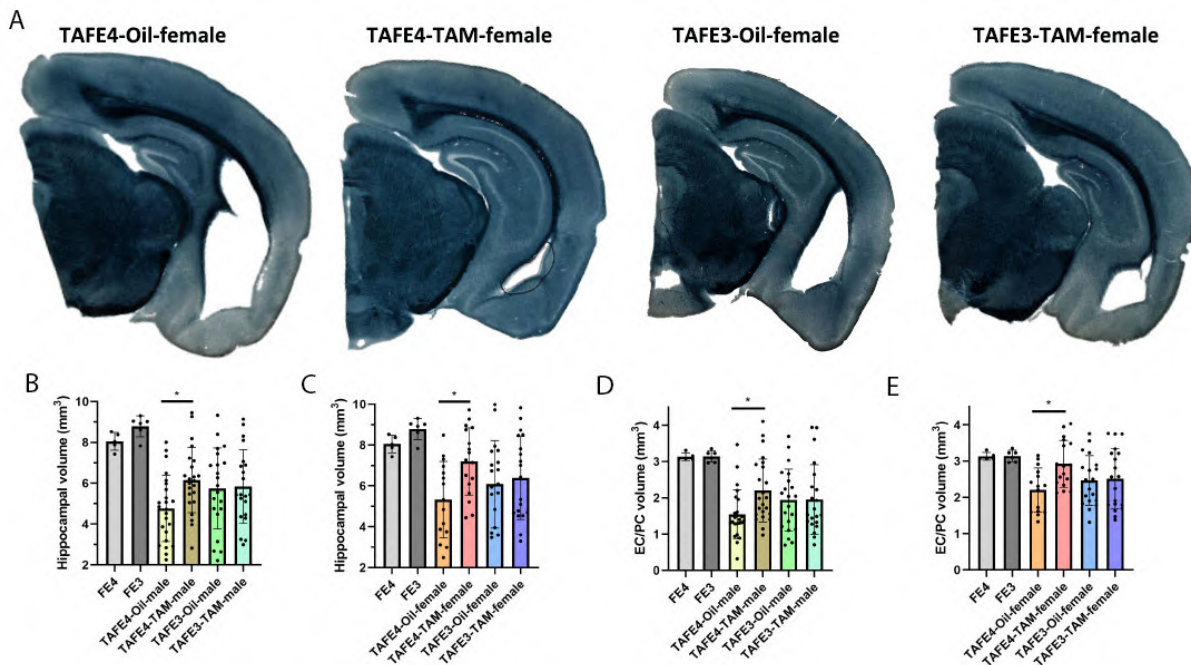 A
TAFE4-Oil-female
TAFE4-TAM-female
TAFE3-Oil-female
TAFE3-TAM-female
B
Hippocampal volume (mm³)
10
8
6
4
2
*
FE4
FE3
TAFE4-Oil-male
TAFE4-TAM-male
TAFE3-Oil-male
TAFE3-TAM-male
C
Hippocampal volume (mm³)
10
8
6
4
2
*
FE4
FE3
TAFE4-Oil-female
TAFE4-TAM-female
TAFE3-Oil-female
TAFE3-TAM-female
D
EC/PC volume (mm³)
4
3
2
1
0
*
FE4
FE3
TAFE4-Oil-male
TAFE4-TAM-male
TAFE3-Oil-male
TAFE3-TAM_male
E
EC/PC volume (mm³)
5
4
3
2
1
0
*
FE4
FE3
TAFE4-Oil-female
TAFE4-TAM-female
TAFE3-Oil-female
TAFE3-TAM-female